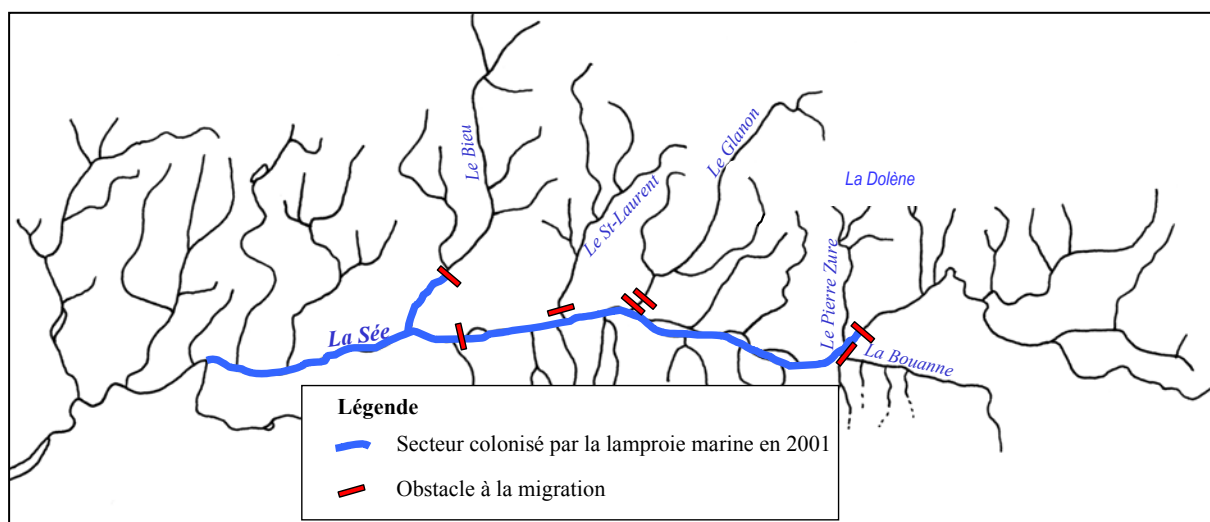 Le Bieu
Le St-Laurent
Le Glanon
La Dolène
Le Pierre Zure
La Sée
La Bouanne
Légende
Secteur colonisé par la lamproie marine en 2001
Obstacle à la migration